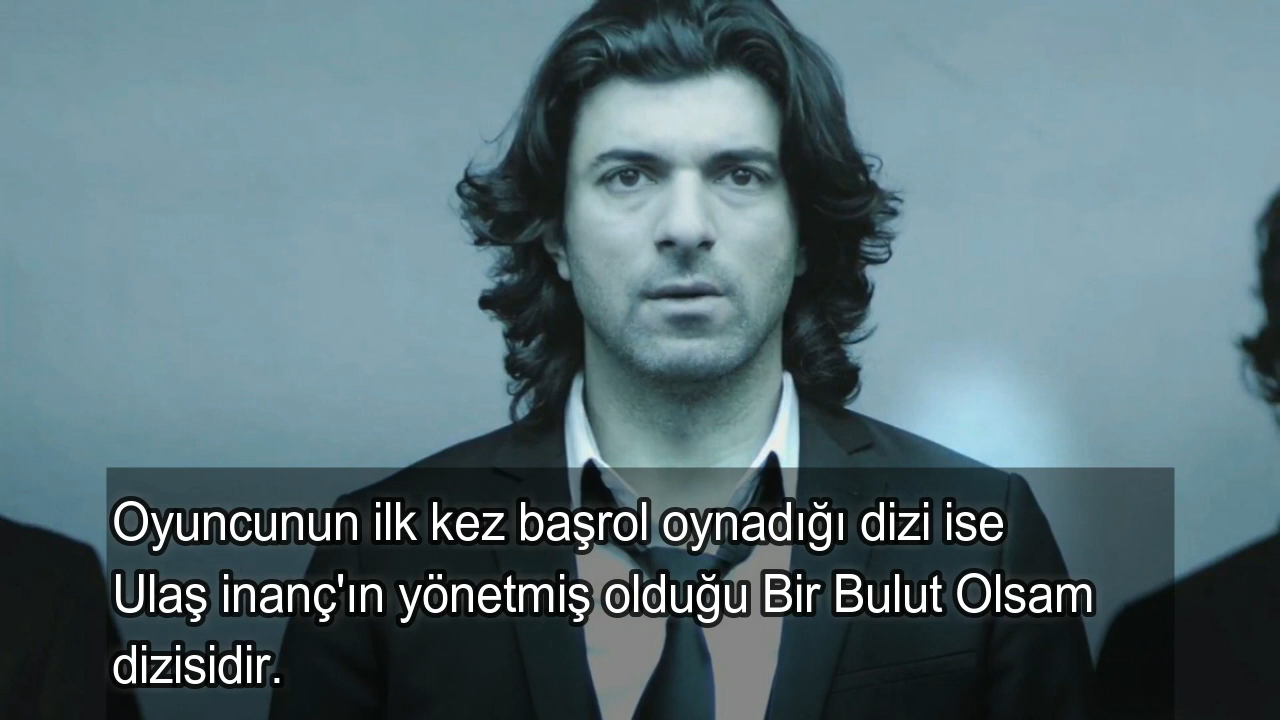 Oyuncunun ilk kez başrol oynadığı dizi ise
Ulaş inanç'ın yönetmiş olduğu Bir Bulut Olsam
dizisidir.